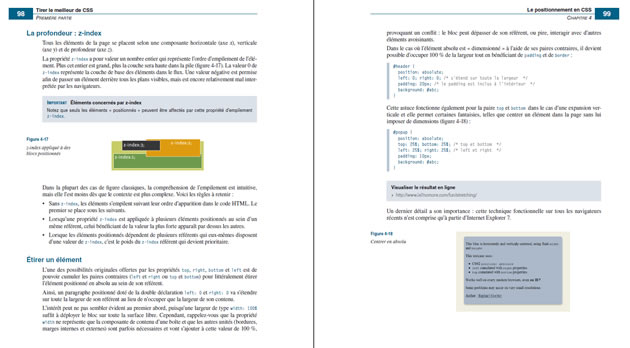 98
Tirer le meilleur de CSS
PREMIÈRE PARTIE
La profondeur : z-index
Tous les éléments de la page se placent selon une composante horizontale (axe x), verticale
(axe y) et de profondeur (axe z).
La propriété z-index a pour valeur un nombre entier qui représente l'ordre d'empilement de l'élé-
ment. Plus cet entier est grand, plus la couche sera haute dans la pile (figure 4-17). La valeur 0 de
z-index représente la couche de base des éléments dans le flux. Une valeur négative est permise
afin de passer un élément derrière tous les plans visibles, mais est encore relativement mal inter-
prétée par les navigateurs.
IMPORTANT Éléments concernés par z-index
Notez que seuls les éléments « positionnés » peuvent être affectés par cette propriété d'empilement
z-index.
Figure 4-17
z-index appliqué à des
blocs positionnés
z-index 2;
z-index 3;
z-index 1;
Dans la plupart des cas de figure classiques, la compréhension de l'empilement est intuitive,
mais elle l'est moins dès que le contexte est plus complexe. Voici les règles à retenir :
• Sans z-index, les éléments s'empilent suivant leur ordre d'apparition dans le code HTML. Le
premier se place sous les suivants.
• Lorsqu'une propriété z-index est appliquée à plusieurs éléments positionnés au sein d'un
même référent, celui bénéficiant de la valeur la plus forte apparaît par dessus les autres.
• Lorsque les éléments positionnés dépendent de plusieurs référents qui eux-mêmes disposent
d'une valeur de z-index, c'est le poids du z-index référent qui devient prioritaire.
Étirer un élément
L'une des possibilités originales offertes par les propriétés top, right, bottom et left est de
pouvoir cumuler les paires contraires (left et right ou top et bottom) pour littéralement étirer
l'élément positionné en absolu au sein de son référent.
Ainsi, un paragraphe positionné doté de la double déclaration left: 0 et right: 0 va s'étendre
sur toute la largeur de son référent au lieu de n'occuper que la largeur de son contenu.
L'intérêt peut ne pas sembler évident au premier abord, puisqu'une largeur de type width: 100%
suffit à déployer le bloc sur toute la surface libre. Cependant, rappelez-vous que la propriété
width ne représente que la composante de contenu d'une boîte et que les autres unités (bordures,
marges internes et externes) sont parfois nécessaires et vont s'ajouter à cette valeur de 100 %,
Le positionnement en CSS
CHAPITRE 4
99
provoquant un conflit : le bloc peut dépasser de son référent, ou pire, interagir avec d'autres
éléments avoisinants.
Dans le cas où l'élément absolu est « dimensionné » à l'aide de ses paires contraires, il devient
possible d'occuper 100 % de la largeur tout en bénéficiant de padding et de border :
#header {
position: absolute;
left: 0; right: 0; /* s'étend sur toute la largeur */
padding: 20px; /* le padding est inclus à l'intérieur */
background: #abc;
}
Cette astuce fonctionne également pour la paire top et bottom dans le cas d'une expansion ver-
ticale et elle permet certaines fantaisies, telles que centrer un élément dans la page sans lui
imposer de dimensions (figure 4-18) :
position: absolute;
top: 25%; bottom: 25%; /* top et bottom */
left: 25%; right: 25%; /* left et right */
padding: 12px;
background: #abc;
}
Visualiser le résultat en ligne
Un dernier détail a son importance : cette technique fonctionnelle sur tous les navigateurs
récents n'est comprise qu'à partir d'Internet Explorer 7.
Figure 4-18
Centrer en absolu